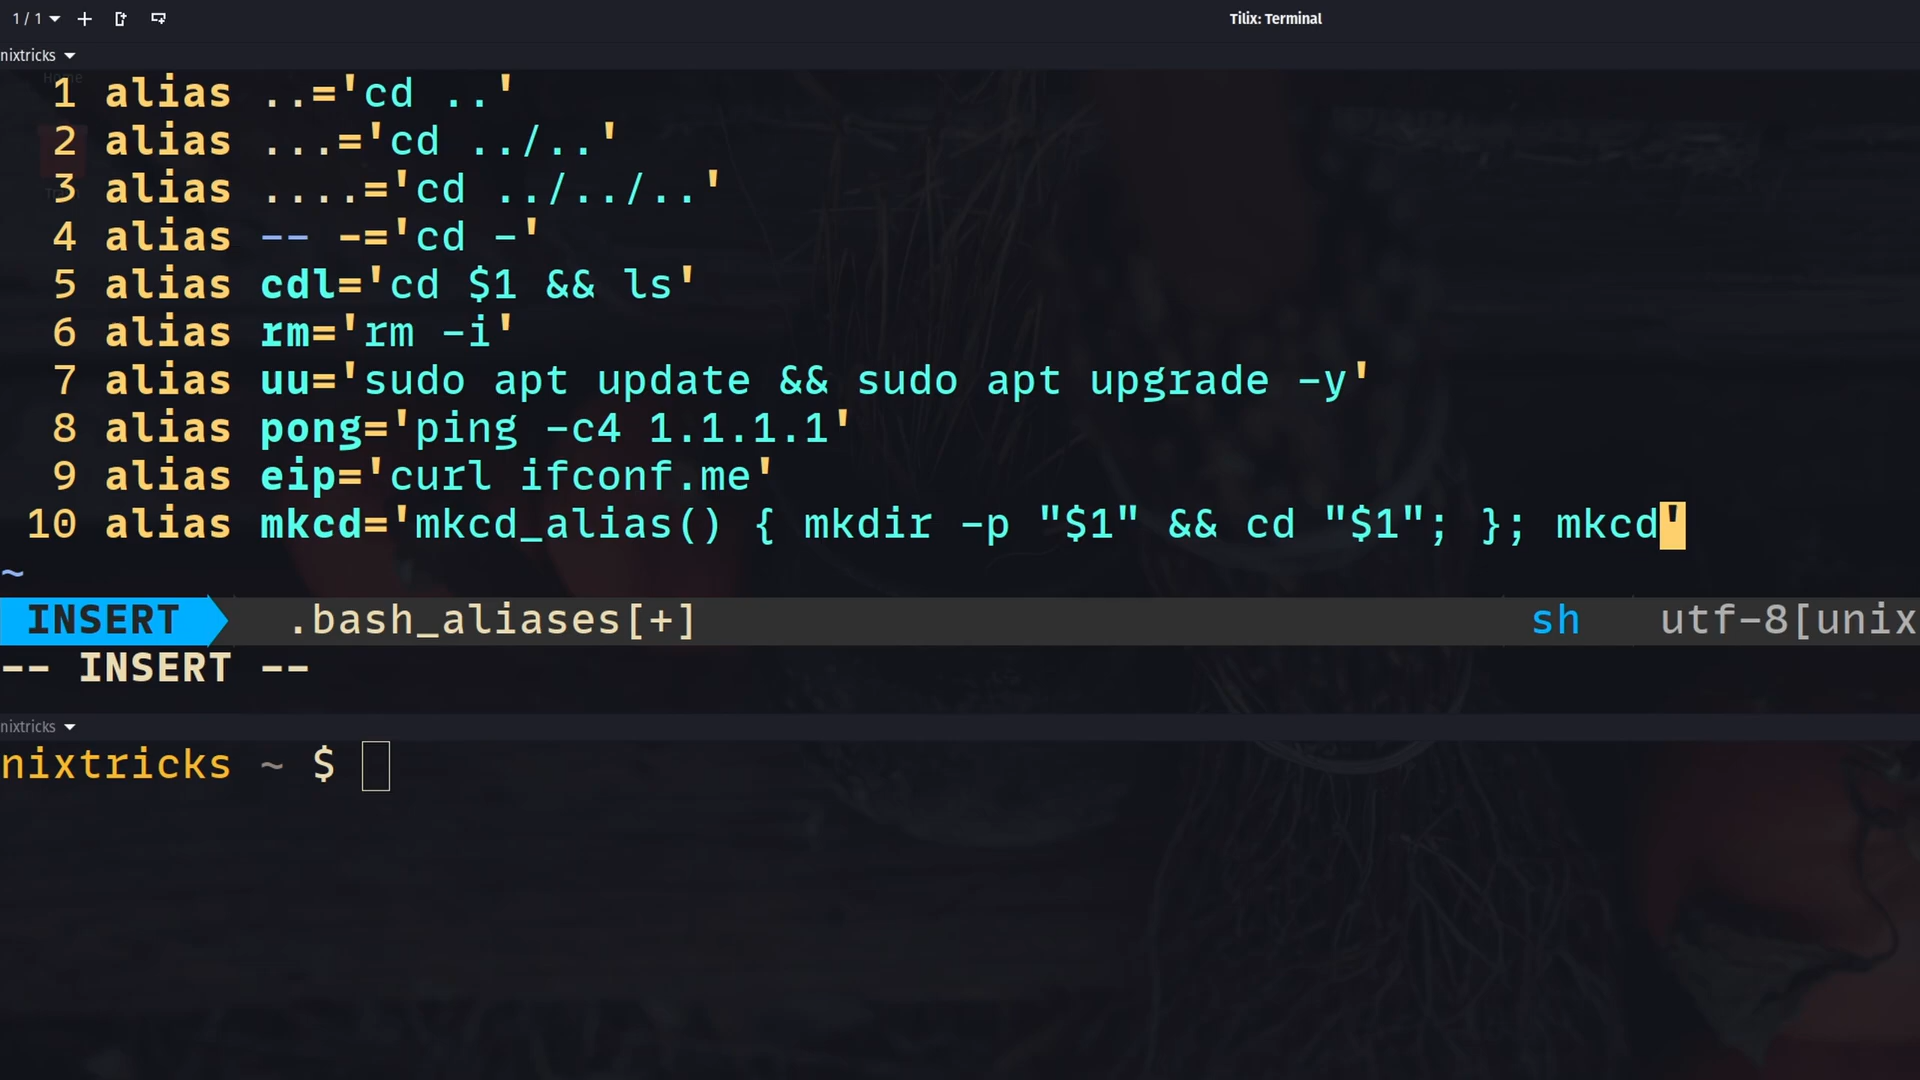 1 / 1
Tilix: Terminal
nixtricks
Home
1 alias ..='cd ..'
2 alias ...='cd ../..'
3 alias ....='cd ../../..'
4 alias -- -='cd -'
5 alias cdl='cd $1 && ls'
6 alias rm='rm -i'
7 alias uu='sudo apt update && sudo apt upgrade -y'
8 alias pong='ping -c4 1.1.1.1'
9 alias eip='curl ifconf.me'
10 alias mkcd='mkcd_alias() { mkdir -p "$1" && cd "$1"; }; mkcd'
~
INSERT .bash_aliases[+] sh utf-8[unix
-- INSERT --
nixtricks
nixtricks ~ $